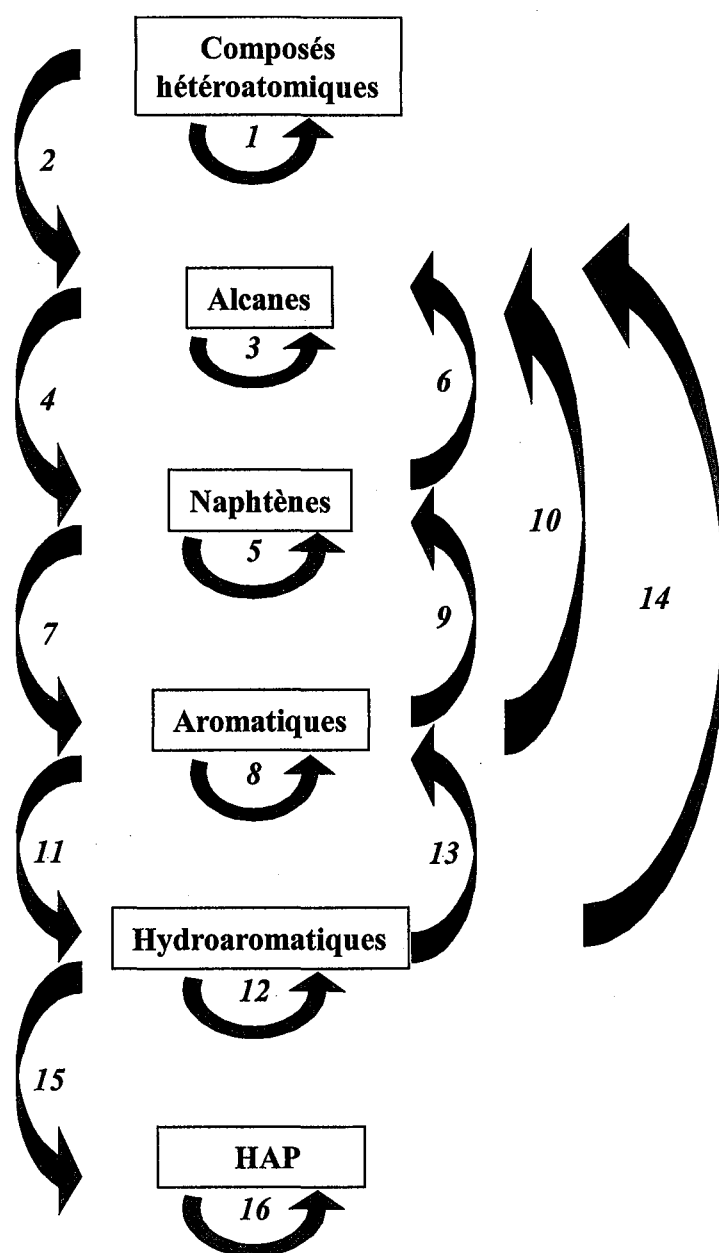 Composés
hétéroatomiques
1
2
Alcanes
3
4
6
Naphtènes
5
10
7
9
14
Aromatiques
8
11
13
Hydroaromatiques
12
15
HAP
16